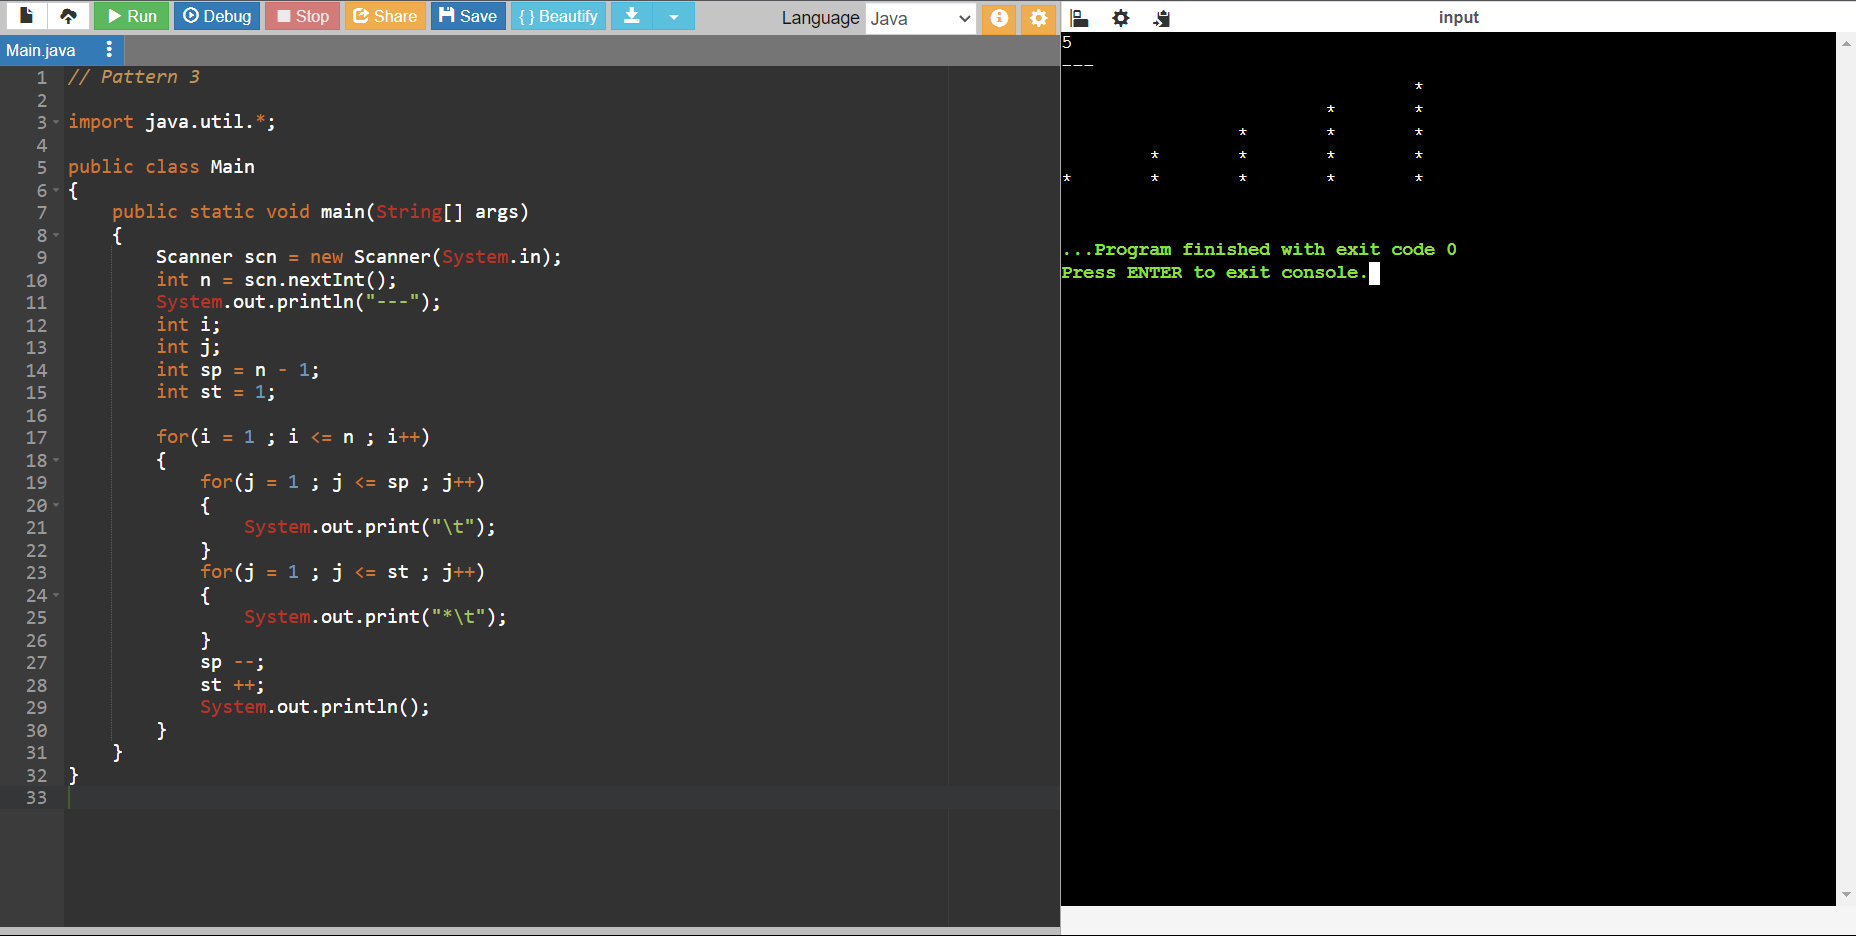 Run Debug Stop Share Save { } Beautify Language Java
Main.java
1 // Pattern 3
2
3 import java.util.*;
4
5 public class Main
6 {
7     public static void main(String[] args)
8     {
9         Scanner scn = new Scanner(System.in);
10         int n = scn.nextInt();
11         System.out.println("---");
12         int i;
13         int j;
14         int sp = n - 1;
15         int st = 1;
16
17         for(i = 1 ; i <= n ; i++)
18         {
19             for(j = 1 ; j <= sp ; j++)
20             {
21                 System.out.print("\t");
22             }
23             for(j = 1 ; j <= st ; j++)
24             {
25                 System.out.print("*\t");
26             }
27             sp --;
28             st ++;
29             System.out.println();
30         }
31     }
32 }
33
input
5
---
                                *
                        *       *
                *       *       *
        *       *       *       *
*       *       *       *       *
...Program finished with exit code 0
Press ENTER to exit console.